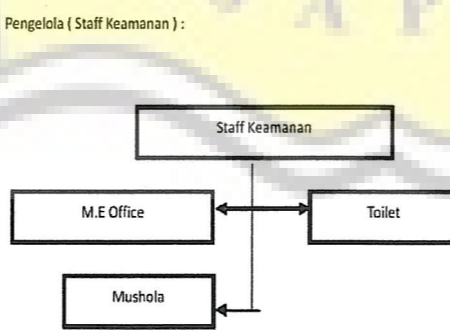 Pengelola ( Staff Keamanan ) :
Staff Keamanan
M.E Office
Toilet
Mushola